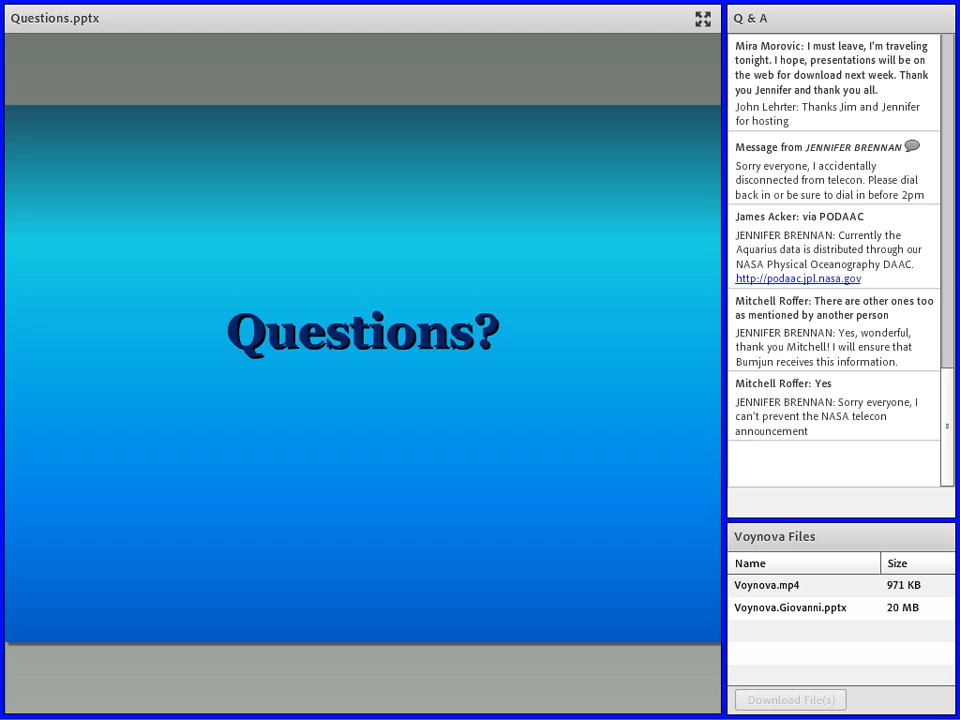 Questions.pptx
Questions?
Q & A
Mira Morovic: I must leave, I'm traveling
tonight. I hope, presentations will be on
the web for download next week. Thank
you Jennifer and thank you all.
John Lehrter: Thanks Jim and Jennifer
for hosting
Message from JENNIFER BRENNAN
Sorry everyone, I accidentally
disconnected from telecon. Please dial
back in or be sure to dial in before 2pm
James Acker: via PODAAC
JENNIFER BRENNAN: Currently the
Aquarius data is distributed through our
NASA Physical Oceanography DAAC.
http://podaac.jpl.nasa.gov
Mitchell Roffer: There are other ones too
as mentioned by another person
JENNIFER BRENNAN: Yes, wonderful,
thank you Mitchell! I will ensure that
Bumjun receives this information.
Mitchell Roffer: Yes
JENNIFER BRENNAN: Sorry everyone, I
can't prevent the NASA telecon
announcement
Voynova Files
Name Size
Voynova.mp4 971 KB
Voynova.Giovanni.pptx 20 MB
Download File(s)